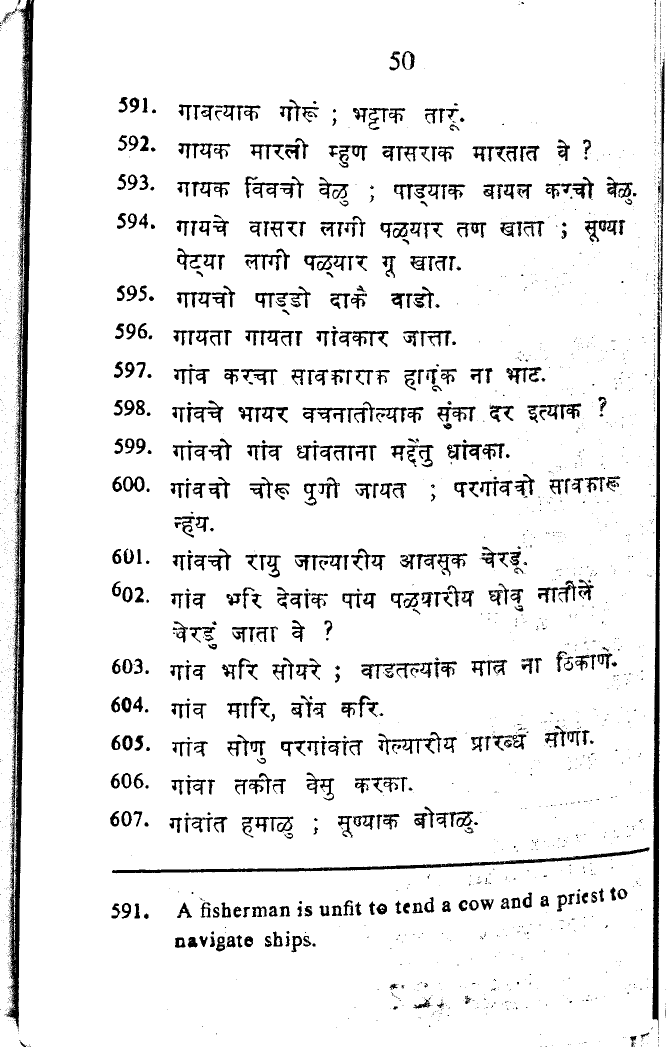 50
591. गाबत्याक गोरूं ; भट्टाक तारूं.
592. गायक मारली म्हुण वासराक मारतात वे ?
593. गायक विंवचो वेळु ; पाड्याक बायल करचो वेळु.
594. गायचे वासरा लागी पळ्यार तण खाता ; सूण्या
पेट्या लागी पळ्यार गू खाता.
595. गायचो पाड्डो दाकै वाडो.
596. गायता गायता गांवकार जात्ता.
597. गांव करचा सावकाराक हागूंक ना भाट.
598. गांवचे भायर वचनातील्याक सुंका दर इत्याक ?
599. गांवचो गांव धांवताना मद्देंतु धांवका.
600. गांवचो चोरू पुगी जायत ; परगांवचो सावकारू
न्हंय.
601. गांवचो रायु जाल्यारीय आवसूक चेरडूं.
602. गांव भरि देवांक पांय पळ्यारीय घोवु नातीलें
चेरडुं जाता वे ?
603. गांव भरि सोयरे ; वाडतल्यांक मात्र ना ठिकाणे.
604. गांव मारि, बोंब करि.
605. गांव सोणु परगांवांत गेल्यारीय प्रारब्ध सोणा.
606. गांवा तकीत वेसु करका.
607. गांवांत हमाळु ; सूण्याक बोवाळु.
591. A fisherman is unfit to tend a cow and a priest to
navigate ships.